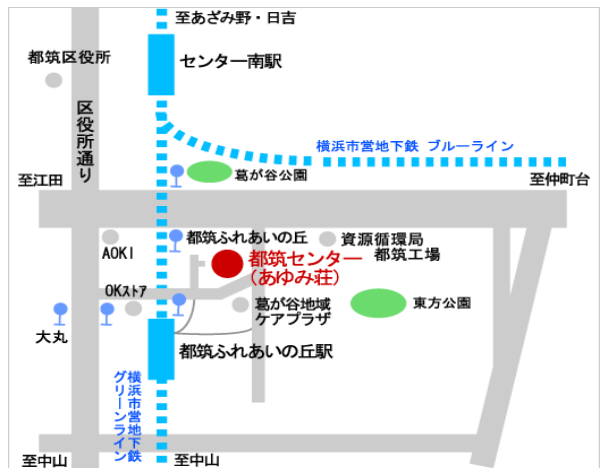 至あざみ野・日吉
都筑区役所
センター南駅
区役所通り
横浜市営地下鉄 ブルーライン
至江田
葛が谷公園
至仲町台
都筑ふれあいの丘
資源循環局
都筑工場
AOKI
都筑センター
(あゆみ荘)
OKストア
葛が谷地域
ケアプラザ
東方公園
大丸
都筑ふれあいの丘駅
横浜市営地下鉄
グリーンライン
至中山
至中山